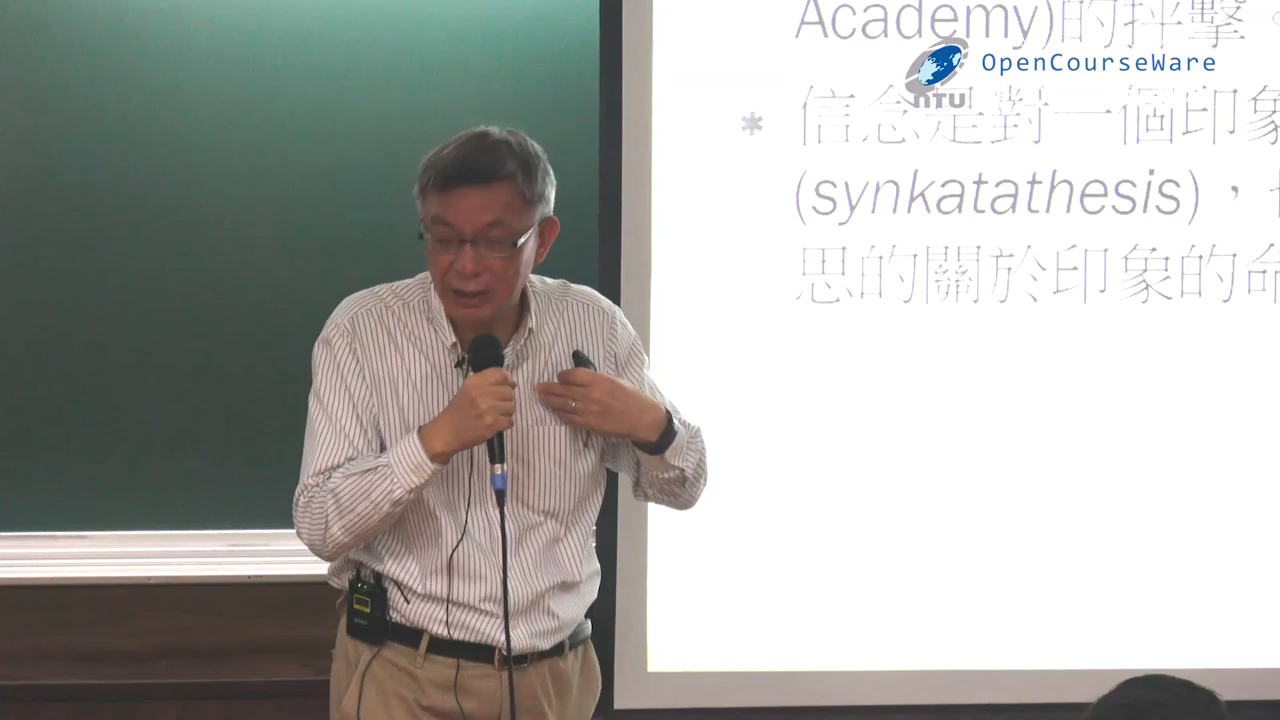 Academy)的抨擊。
OpenCourseWare
NTU
* 信念是對一個印象
(synkatathesis)，
思的關於印象的命